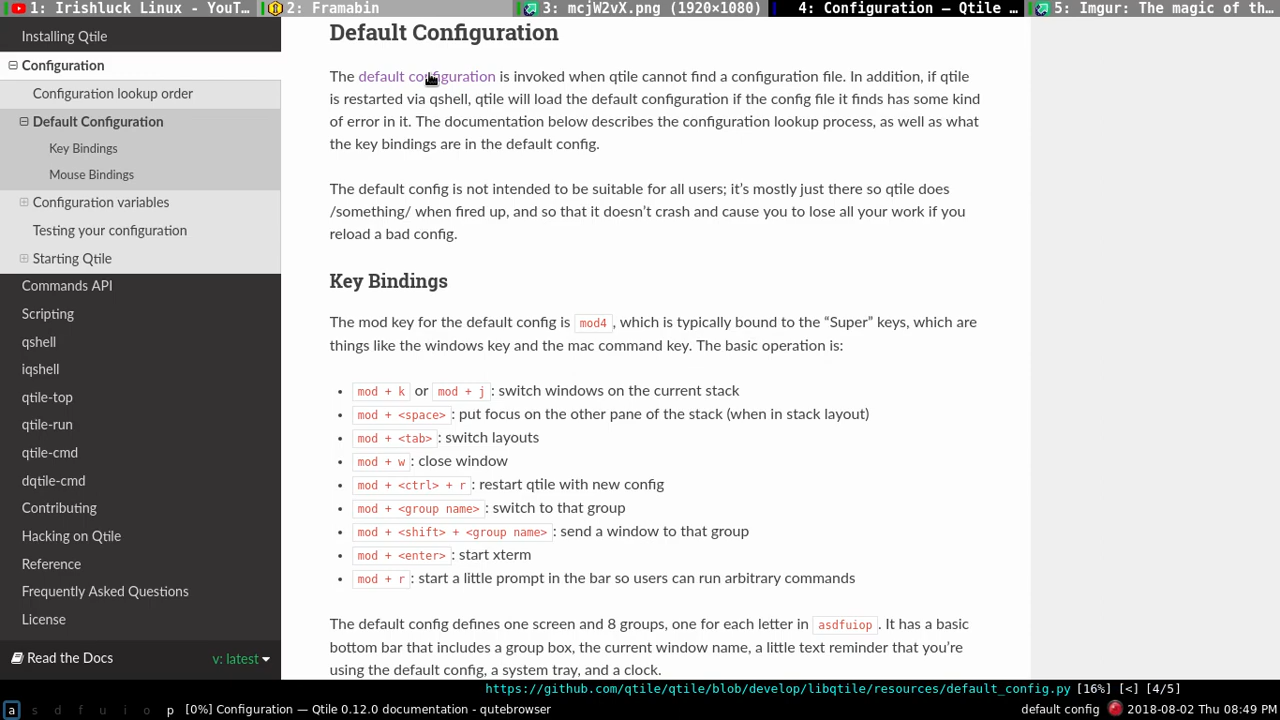 1: Irishluck Linux - YouT… 2: Framabin 3: mcjW2vX.png (1920×1080) 4: Configuration — Qtile … 5: Imgur: The magic of th…
Installing Qtile
Configuration
Configuration lookup order
Default Configuration
Key Bindings
Mouse Bindings
Configuration variables
Testing your configuration
Starting Qtile
Commands API
Scripting
qshell
iqshell
qtile-top
qtile-run
qtile-cmd
dqtile-cmd
Contributing
Hacking on Qtile
Reference
Frequently Asked Questions
License
Read the Docs v: latest
Default Configuration
The default configuration is invoked when qtile cannot find a configuration file. In addition, if qtile
is restarted via qshell, qtile will load the default configuration if the config file it finds has some kind
of error in it. The documentation below describes the configuration lookup process, as well as what
the key bindings are in the default config.
The default config is not intended to be suitable for all users; it’s mostly just there so qtile does
/something/ when fired up, and so that it doesn’t crash and cause you to lose all your work if you
reload a bad config.
Key Bindings
The mod key for the default config is mod4, which is typically bound to the “Super” keys, which are
things like the windows key and the mac command key. The basic operation is:
• mod + k or mod + j: switch windows on the current stack
• mod + <space>: put focus on the other pane of the stack (when in stack layout)
• mod + <tab>: switch layouts
• mod + w: close window
• mod + <ctrl> + r: restart qtile with new config
• mod + <group name>: switch to that group
• mod + <shift> + <group name>: send a window to that group
• mod + <enter>: start xterm
• mod + r: start a little prompt in the bar so users can run arbitrary commands
The default config defines one screen and 8 groups, one for each letter in asdfuiop. It has a basic
bottom bar that includes a group box, the current window name, a little text reminder that you’re
using the default config, a system tray, and a clock.
https://github.com/qtile/qtile/blob/develop/libqtile/resources/default_config.py [16%] [<] [4/5]
a s d f u i o p [0%] Configuration — Qtile 0.12.0 documentation - qutebrowser default config 2018-08-02 Thu 08:49 PM